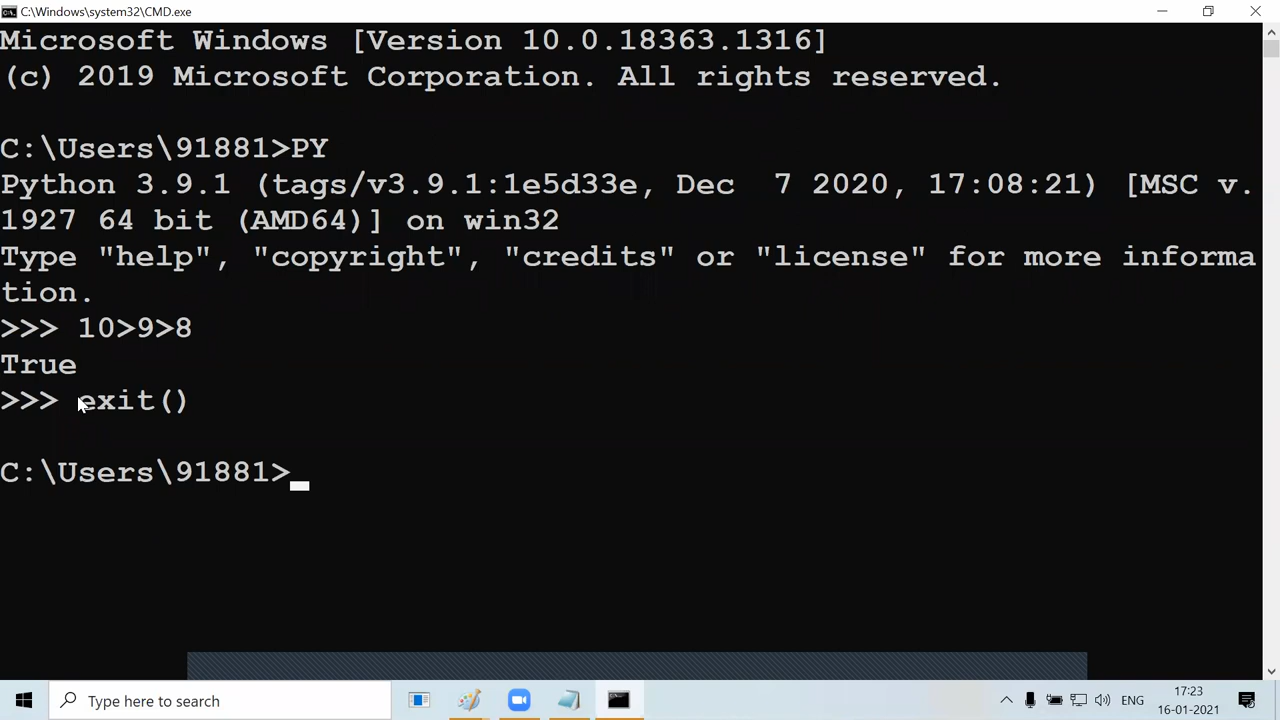 C:\Windows\system32\CMD.exe
Microsoft Windows [Version 10.0.18363.1316]
(c) 2019 Microsoft Corporation. All rights reserved.
C:\Users\91881>PY
Python 3.9.1 (tags/v3.9.1:1e5d33e, Dec  7 2020, 17:08:21) [MSC v.
1927 64 bit (AMD64)] on win32
Type "help", "copyright", "credits" or "license" for more informa
tion.
>>> 10>9>8
True
>>> exit()
C:\Users\91881>
Type here to search
ENG
17:23
16-01-2021